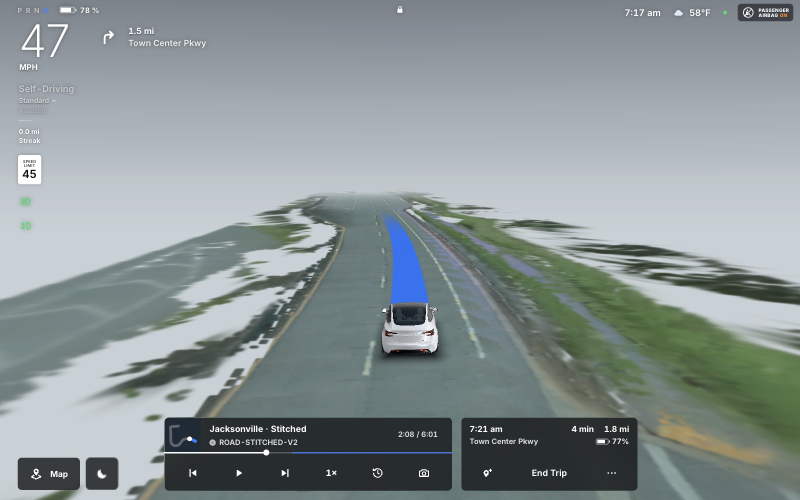 P R N
78 %
7:17 am
58°F
PASSENGER
AIRBAG ON
47
MPH
1.5 mi
Town Center Pkwy
Self-Driving
Standard
0.0 mi
Streak
SPEED
LIMIT
45
Jacksonville · Stitched
ROAD-STITCHED-V2
2:08 / 6:01
1×
7:21 am
4 min
1.8 mi
Town Center Pkwy
77%
End Trip
Map